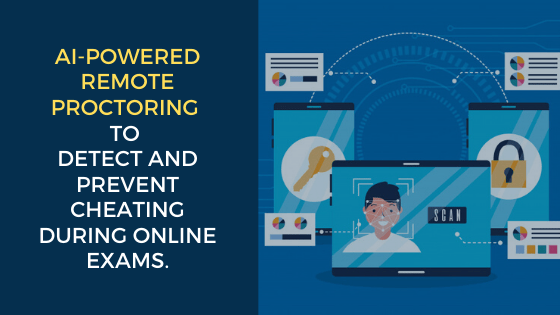 AI-POWERED
REMOTE
PROCTORING
TO
DETECT AND
PREVENT
CHEATING
DURING ONLINE
EXAMS.
SCAN